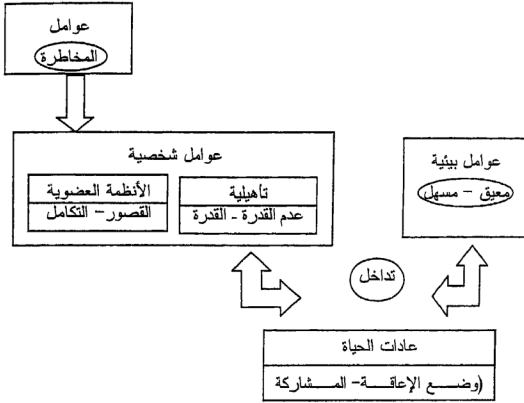 عوامل
المخاطرة
عوامل شخصية
الأنظمة العضوية
القصور – التكامل
تأهيلية
عدم القدرة - القدرة
عوامل بيئية
معيق – مسهل
تداخل
عادات الحياة
(وضع الإعاقة – المشاركة